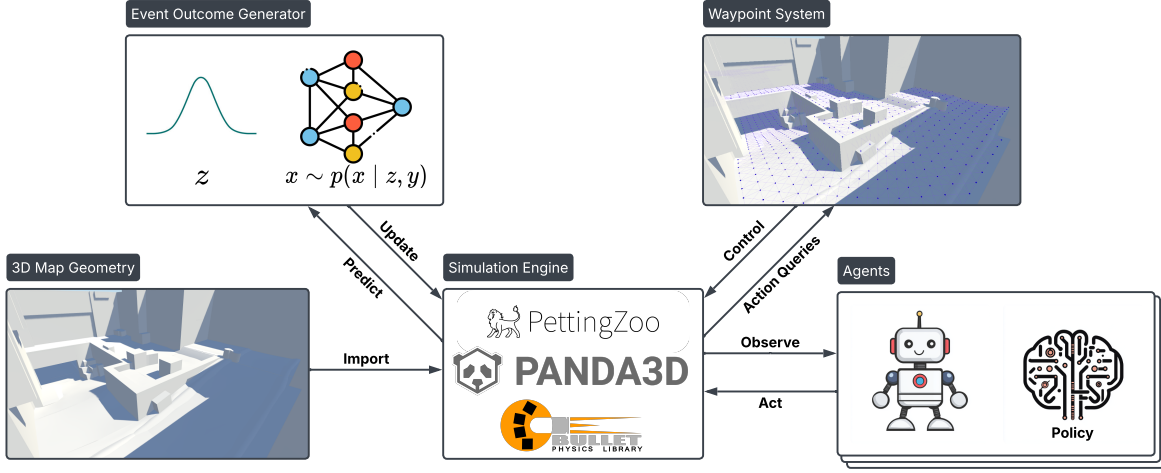 Event Outcome Generator
Waypoint System
z
x ∼ p(x | z, y)
Update
Predict
Control
Action Queries
3D Map Geometry
Simulation Engine
Agents
PettingZoo
PANDA3D
BULLET
PHYSICS LIBRARY
Import
Observe
Act
Policy